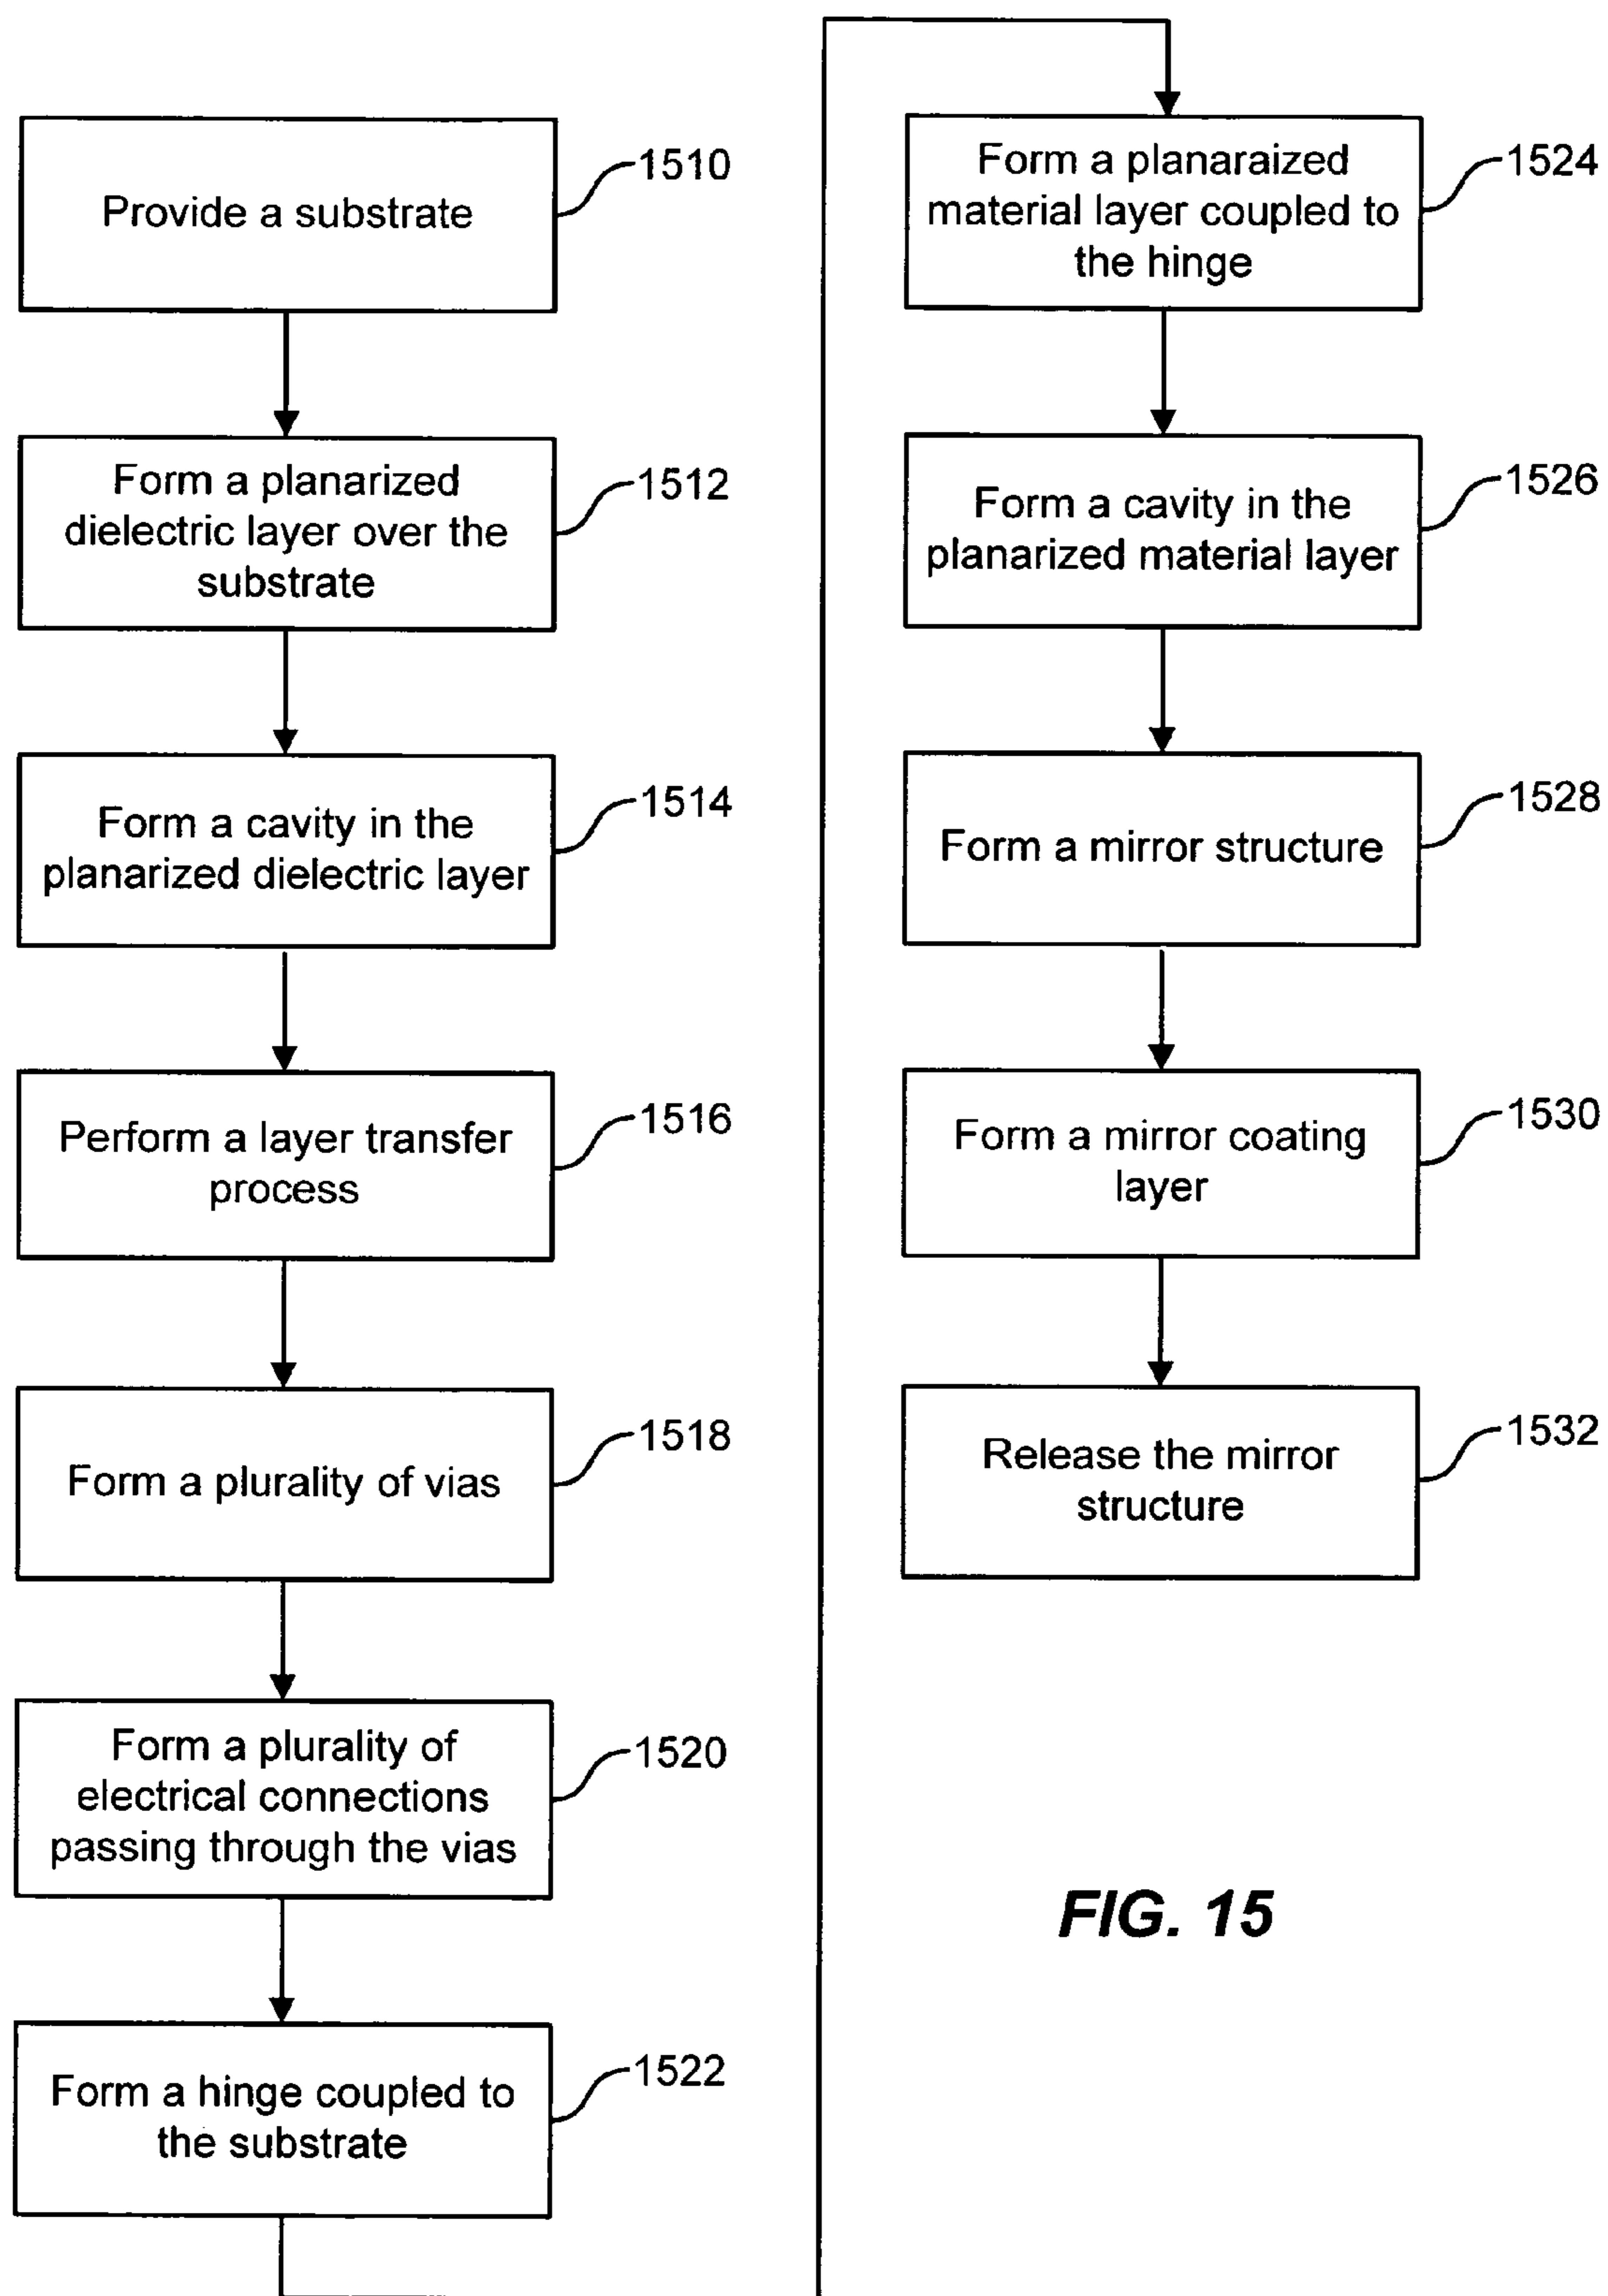 Provide a substrate
1510
Form a planarized
dielectric layer over the
substrate
1512
Form a cavity in the
planarized dielectric layer
1514
Perform a layer transfer
process
1516
Form a plurality of vias
1518
Form a plurality of
electrical connections
passing through the vias
1520
Form a hinge coupled to
the substrate
1522
Form a planaraized
material layer coupled to
the hinge
1524
Form a cavity in the
planarized material layer
1526
Form a mirror structure
1528
Form a mirror coating
layer
1530
Release the mirror
structure
1532
FIG. 15